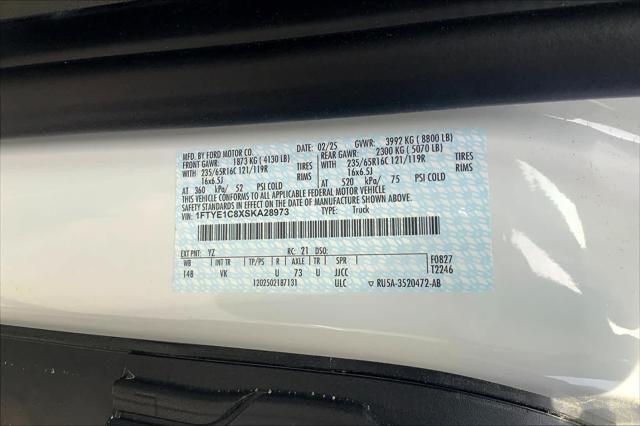 MFD. BY FORD MOTOR CO. 02/25 GVWR: 3992 KG ( 8800 LB)
FRONT GAWR: 1873 KG ( 4130 LB) REAR GAWR: 2300 KG ( 5070 LB)
WITH 235/65R16C 121/119R TIRES WITH 235/65R16C 121/119R TIRES
16x6.5J RIMS 16x6.5J RIMS
AT 360 kPa/ 52 PSI COLD AT 520 kPa/ 75 PSI COLD
THIS VEHICLE CONFORMS TO ALL APPLICABLE FEDERAL MOTOR VEHICLE
SAFETY STANDARDS IN EFFECT ON THE DATE OF MANUFACTURE SHOWN ABOVE.
VIN: 1FTYE1C8XSKA28973 TYPE: Truck
EXT PNT: YZ RC: 21 DSO: F0827
WB INT TR TP/PS R AXLE TR SPR T2246
148 VK U 73 U JJCC
1202502187131 ULC ▽ RU5A-3520472-AB